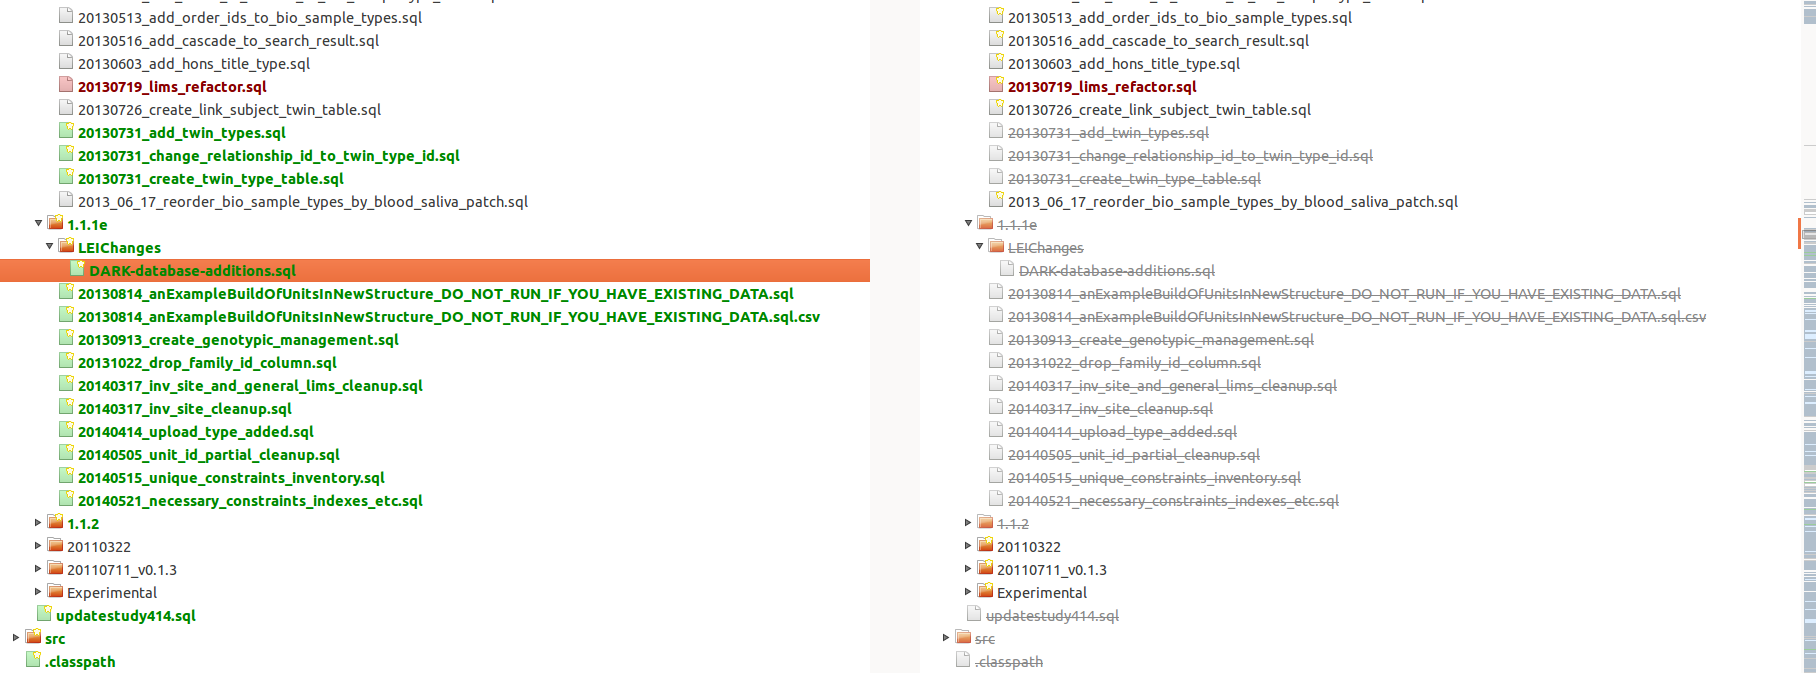 20130513_add_order_ids_to_bio_sample_types.sql
20130516_add_cascade_to_search_result.sql
20130603_add_hons_title_type.sql
20130719_lims_refactor.sql
20130726_create_link_subject_twin_table.sql
20130731_add_twin_types.sql
20130731_change_relationship_id_to_twin_type_id.sql
20130731_create_twin_type_table.sql
2013_06_17_reorder_bio_sample_types_by_blood_saliva_patch.sql
1.1.1e
LEIChanges
DARK-database-additions.sql
20130814_anExampleBuildOfUnitsInNewStructure_DO_NOT_RUN_IF_YOU_HAVE_EXISTING_DATA.sql
20130814_anExampleBuildOfUnitsInNewStructure_DO_NOT_RUN_IF_YOU_HAVE_EXISTING_DATA.sql.csv
20130913_create_genotypic_management.sql
20131022_drop_family_id_column.sql
20140317_inv_site_and_general_lims_cleanup.sql
20140317_inv_site_cleanup.sql
20140414_upload_type_added.sql
20140505_unit_id_partial_cleanup.sql
20140515_unique_constraints_inventory.sql
20140521_necessary_constraints_indexes_etc.sql
1.1.2
20110322
20110711_v0.1.3
Experimental
updatestudy414.sql
src
.classpath
20130513_add_order_ids_to_bio_sample_types.sql
20130516_add_cascade_to_search_result.sql
20130603_add_hons_title_type.sql
20130719_lims_refactor.sql
20130726_create_link_subject_twin_table.sql
20130731_add_twin_types.sql
20130731_change_relationship_id_to_twin_type_id.sql
20130731_create_twin_type_table.sql
2013_06_17_reorder_bio_sample_types_by_blood_saliva_patch.sql
1.1.1e
LEIChanges
DARK-database-additions.sql
20130814_anExampleBuildOfUnitsInNewStructure_DO_NOT_RUN_IF_YOU_HAVE_EXISTING_DATA.sql
20130814_anExampleBuildOfUnitsInNewStructure_DO_NOT_RUN_IF_YOU_HAVE_EXISTING_DATA.sql.csv
20130913_create_genotypic_management.sql
20131022_drop_family_id_column.sql
20140317_inv_site_and_general_lims_cleanup.sql
20140317_inv_site_cleanup.sql
20140414_upload_type_added.sql
20140505_unit_id_partial_cleanup.sql
20140515_unique_constraints_inventory.sql
20140521_necessary_constraints_indexes_etc.sql
1.1.2
20110322
20110711_v0.1.3
Experimental
updatestudy414.sql
src
.classpath